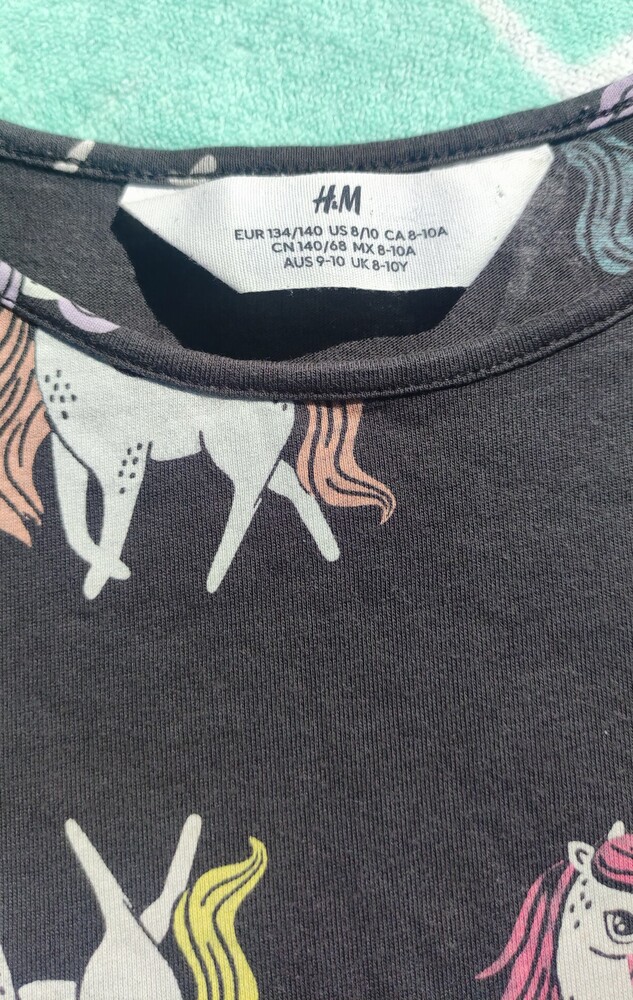 H&M
EUR 134/140 US 8/10 CA 8-10A
CN 140/68 MX 8-10A
AUS 9-10 UK 8-10Y